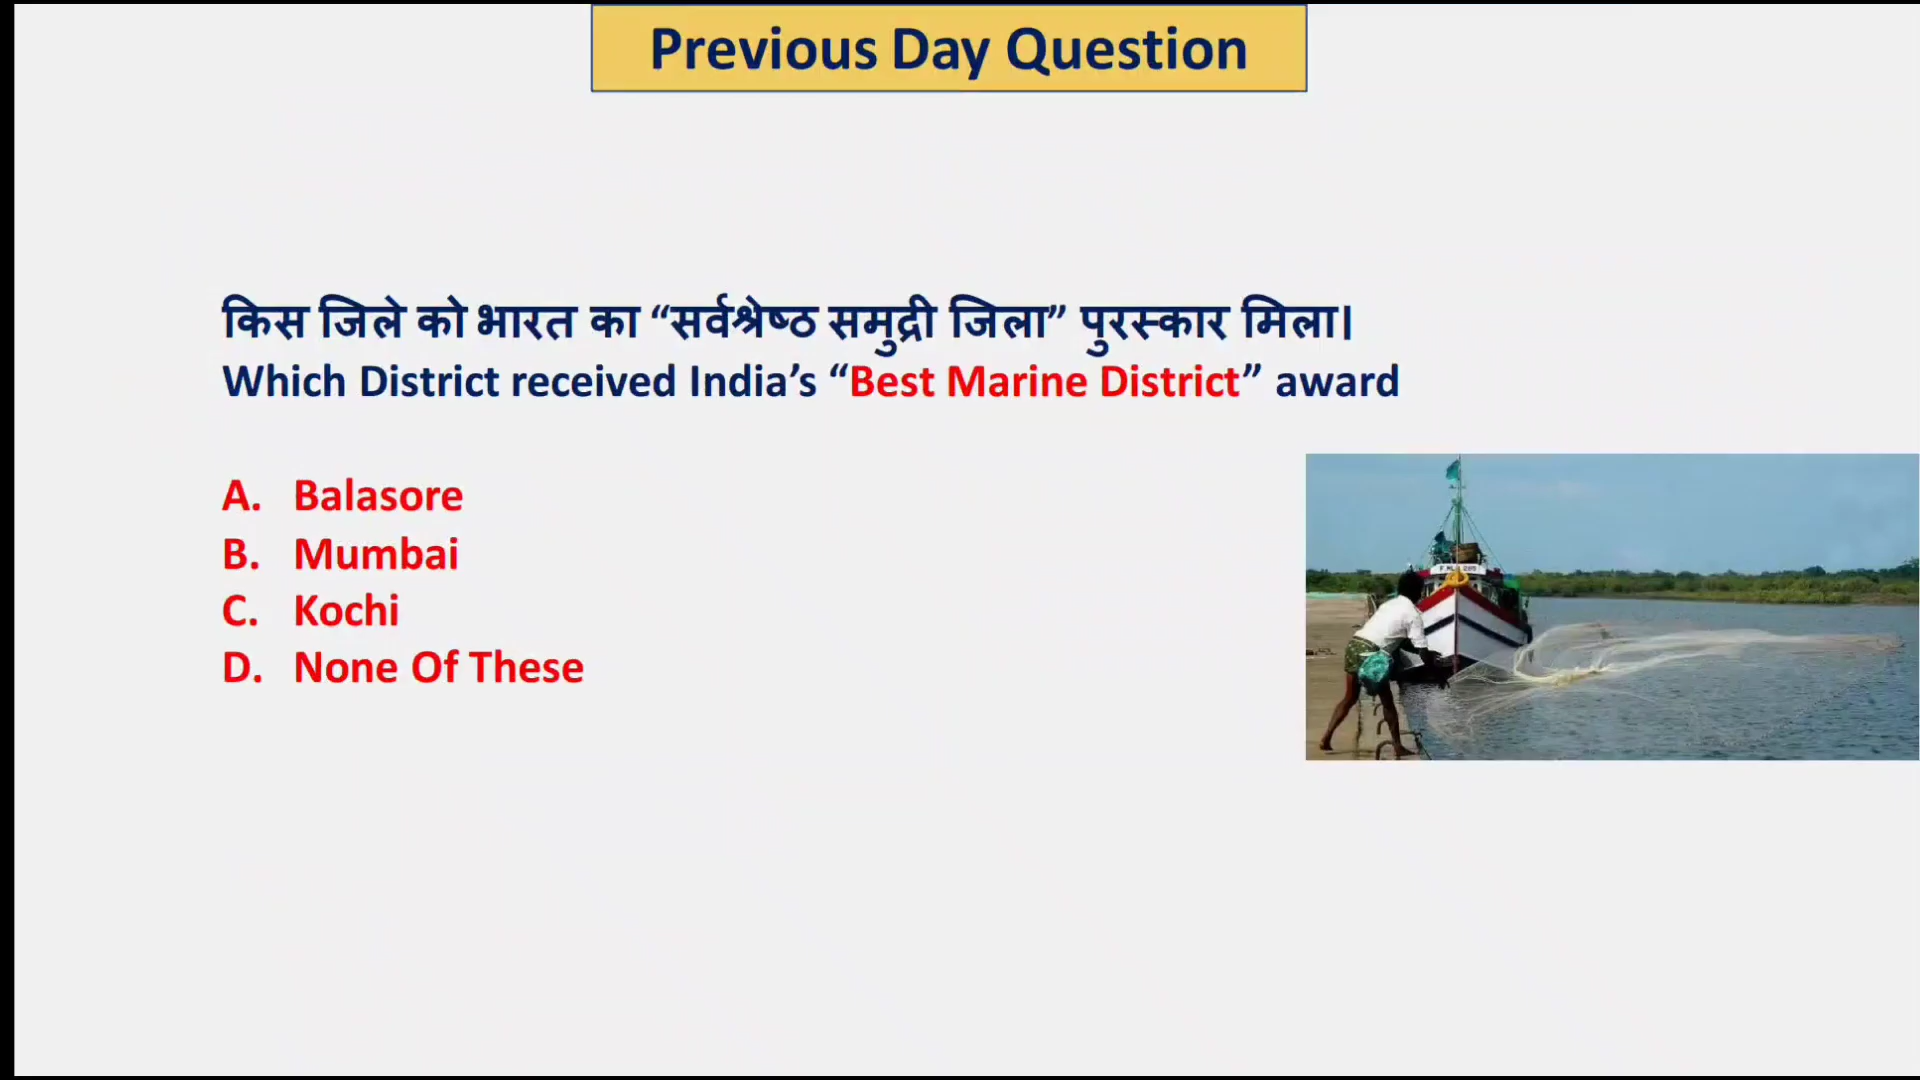 Previous Day Question
किस जिले को भारत का “सर्वश्रेष्ठ समुद्री जिला” पुरस्कार मिला।
Which District received India’s “Best Marine District” award
A. Balasore
B. Mumbai
C. Kochi
D. None Of These